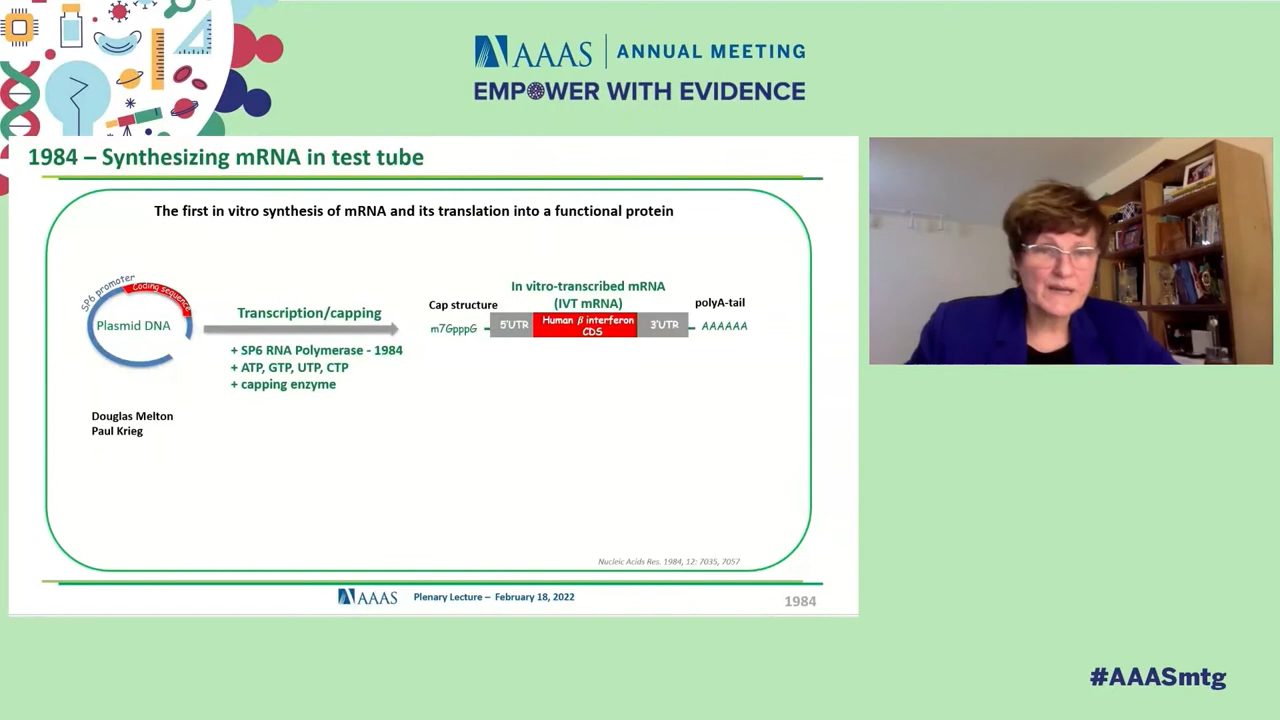 AAAS ANNUAL MEETING
EMPOWER WITH EVIDENCE
1984 – Synthesizing mRNA in test tube
The first in vitro synthesis of mRNA and its translation into a functional protein
SP6 promoter
Coding sequence
Plasmid DNA
Transcription/capping
+ SP6 RNA Polymerase - 1984
+ ATP, GTP, UTP, CTP
+ capping enzyme
In vitro-transcribed mRNA
(IVT mRNA)
Cap structure
polyA-tail
m7GpppG
5'UTR
Human β interferon
CDS
3'UTR
AAAAAA
Douglas Melton
Paul Krieg
Nucleic Acids Res. 1984, 12: 7035, 7057
AAAS
Plenary Lecture – February 18, 2022
1984
#AAASmtg